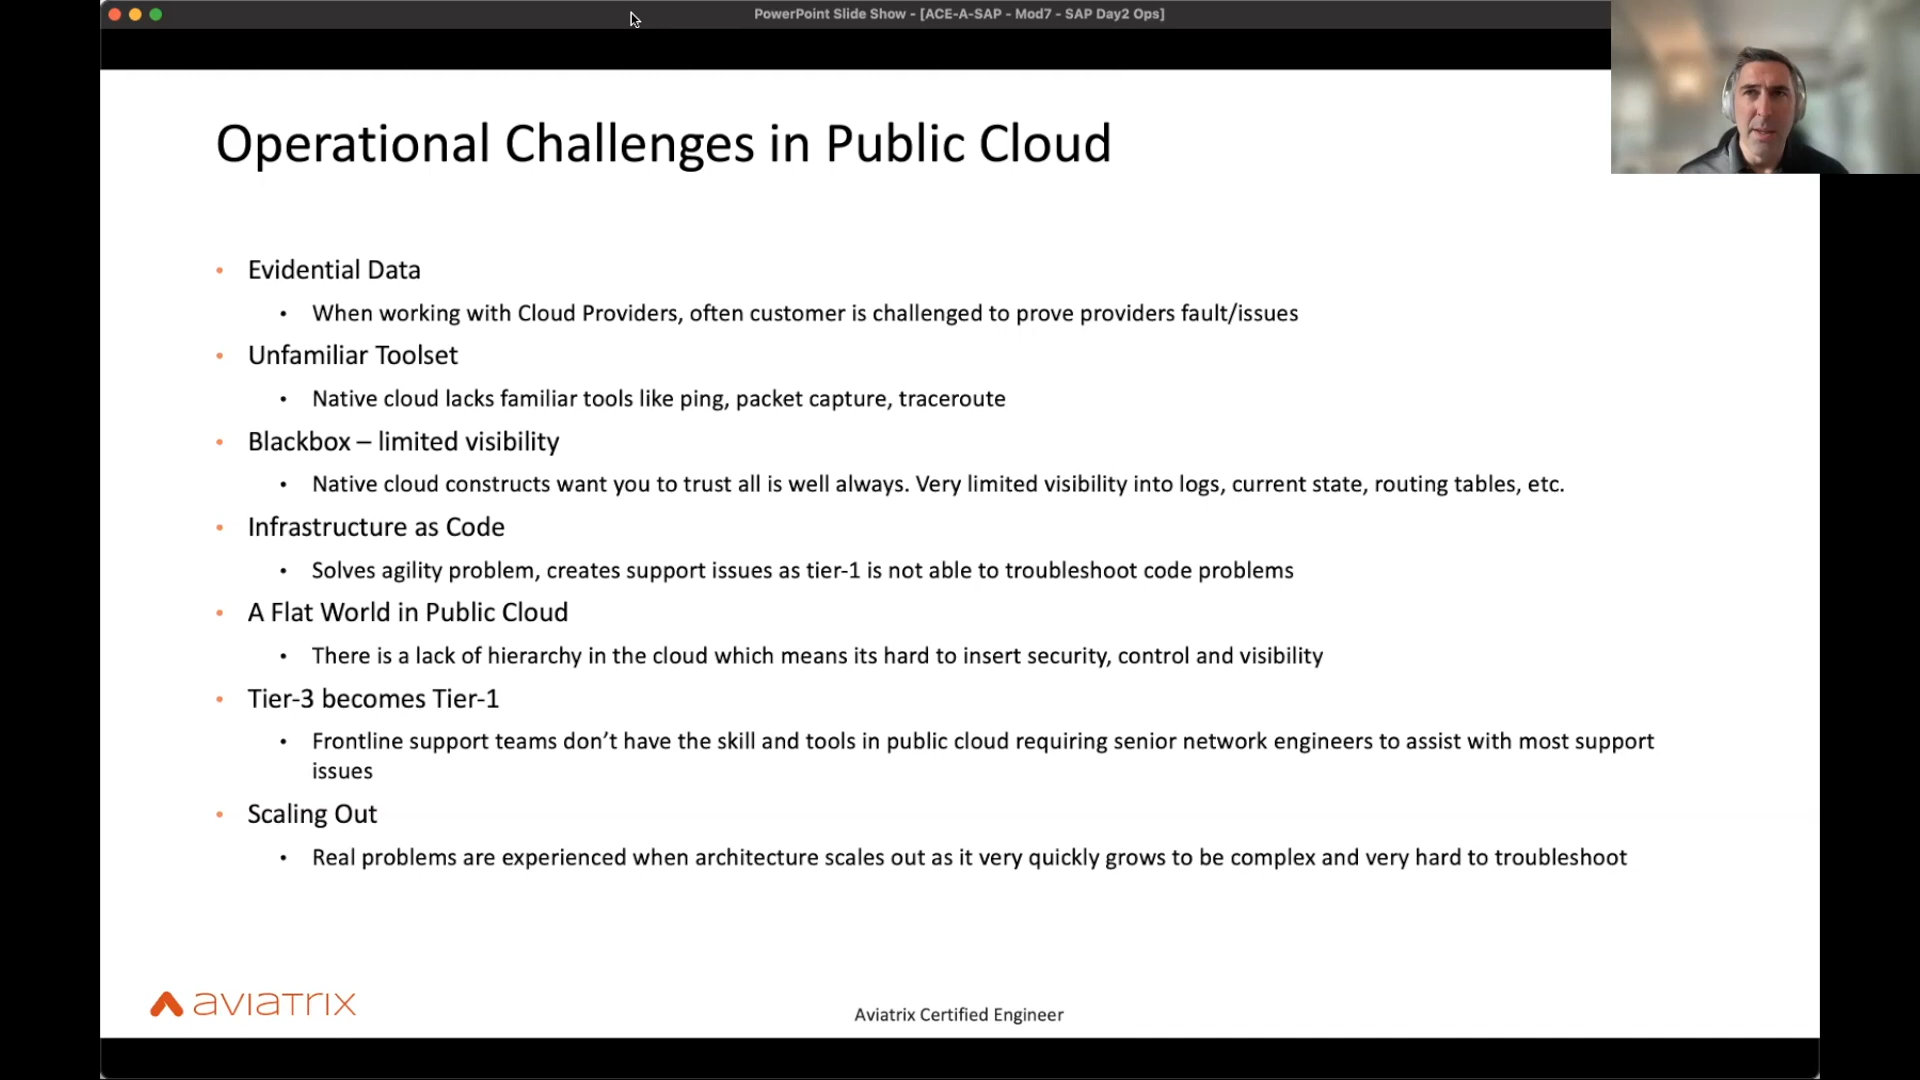 PowerPoint Slide Show - [ACE-A-SAP - Mod7 - SAP Day2 Ops]
Operational Challenges in Public Cloud
• Evidential Data
• When working with Cloud Providers, often customer is challenged to prove providers fault/issues
• Unfamiliar Toolset
• Native cloud lacks familiar tools like ping, packet capture, traceroute
• Blackbox – limited visibility
• Native cloud constructs want you to trust all is well always. Very limited visibility into logs, current state, routing tables, etc.
• Infrastructure as Code
• Solves agility problem, creates support issues as tier-1 is not able to troubleshoot code problems
• A Flat World in Public Cloud
• There is a lack of hierarchy in the cloud which means its hard to insert security, control and visibility
• Tier-3 becomes Tier-1
• Frontline support teams don’t have the skill and tools in public cloud requiring senior network engineers to assist with most support
issues
• Scaling Out
• Real problems are experienced when architecture scales out as it very quickly grows to be complex and very hard to troubleshoot
aviatrix
Aviatrix Certified Engineer